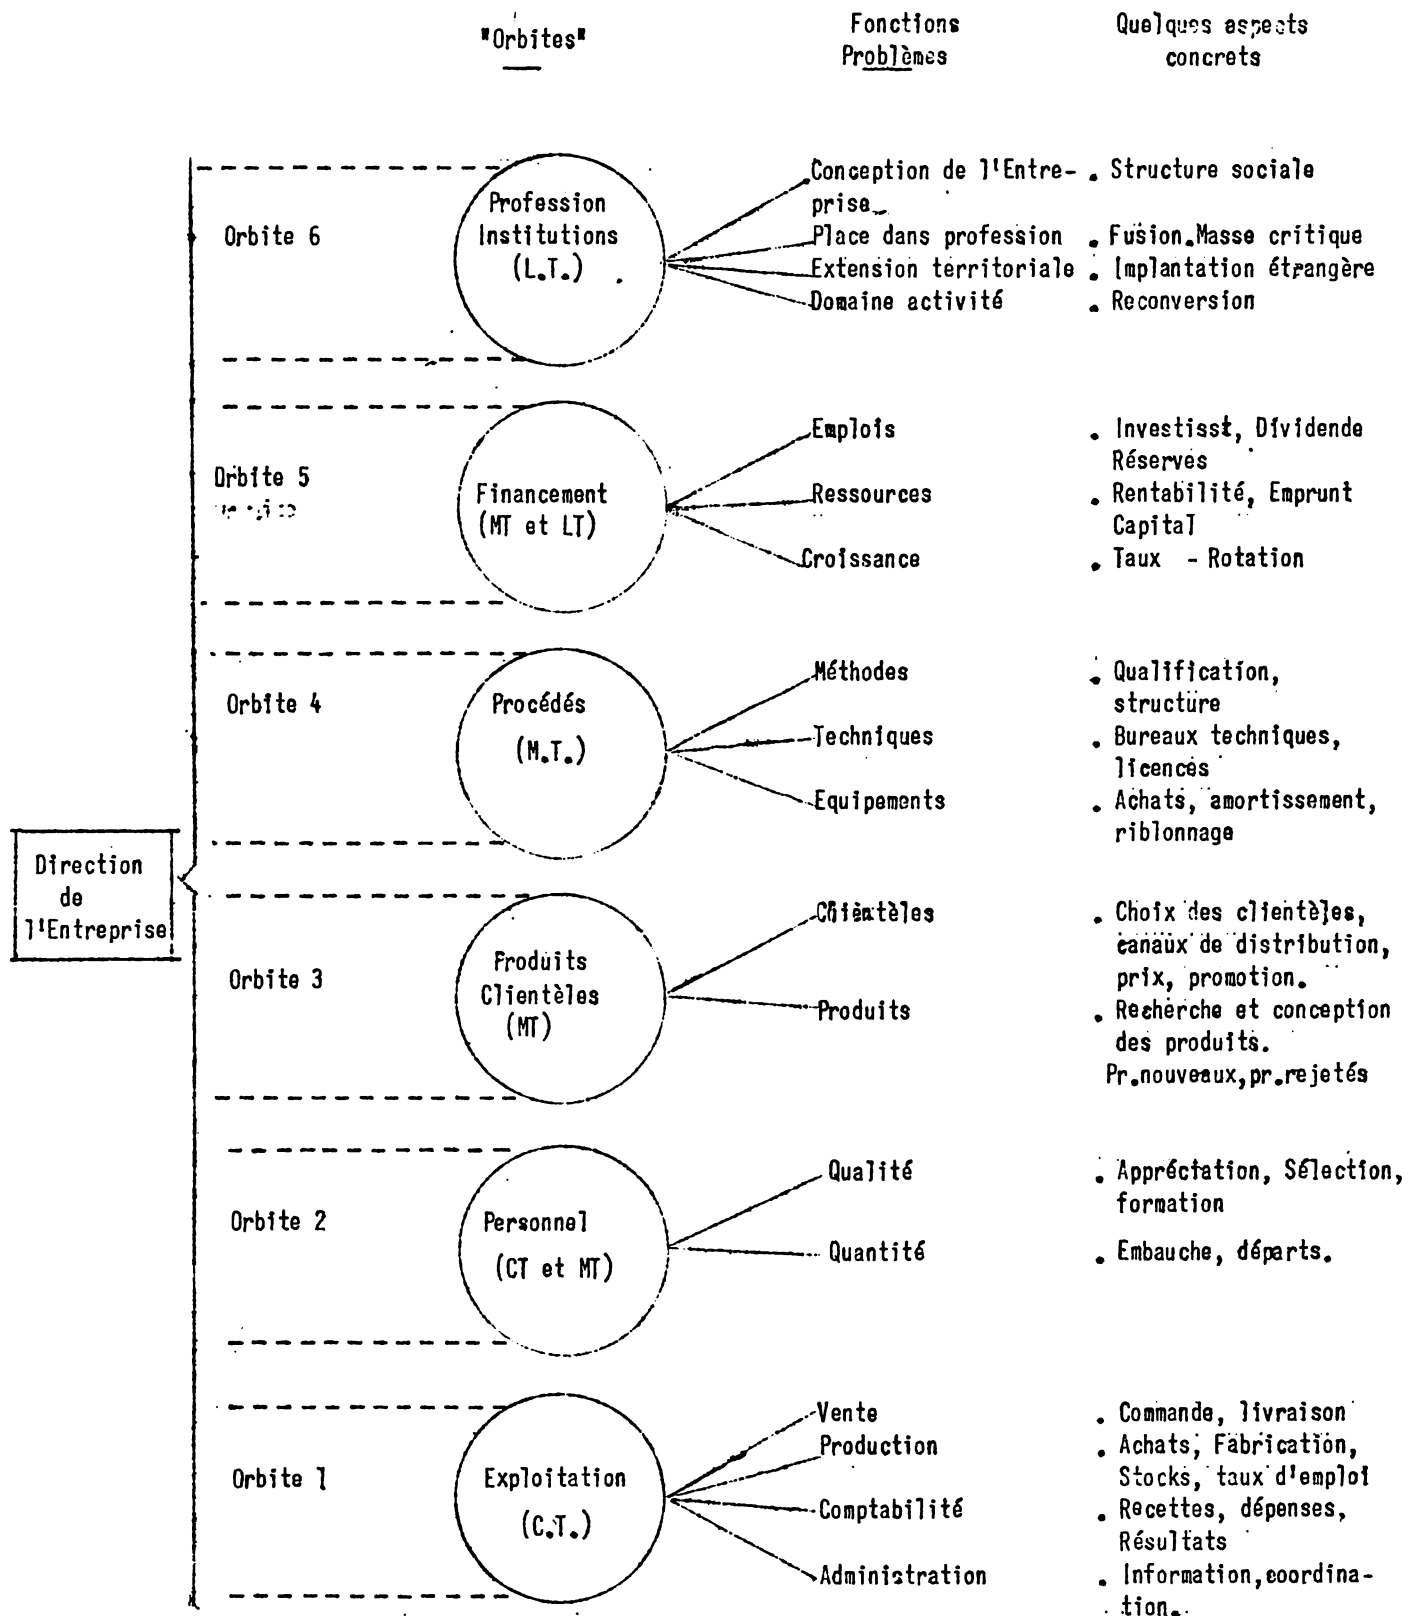 "Orbites"
Fonctions
Problèmes
Quelques aspects
concrets
Direction
de
l'Entreprise
Orbite 6
Profession
Institutions
(L.T.)
Conception de l'Entre-
prise
Place dans profession
Extension territoriale
Domaine activité
. Structure sociale
. Fusion.Masse critique
. Implantation étrangère
. Reconversion
Orbite 5
Financement
(MT et LT)
Emplois
Ressources
Croissance
. Investisst, Dividende
Réserves
. Rentabilité, Emprunt
Capital
. Taux - Rotation
Orbite 4
Procédés
(M.T.)
Méthodes
Techniques
Equipements
. Qualification,
structure
. Bureaux techniques,
licences
. Achats, amortissement,
riblonnage
Orbite 3
Produits
Clientèles
(MT)
Clientèles
Produits
. Choix des clientèles,
canaux de distribution,
prix, promotion.
. Recherche et conception
des produits.
Pr.nouveaux,pr.rejetés
Orbite 2
Personnel
(CT et MT)
Qualité
Quantité
. Appréciation, Sélection,
formation
. Embauche, départs.
Orbite 1
Exploitation
(C.T.)
Vente
Production
Comptabilité
Administration
. Commande, livraison
. Achats, Fabrication,
Stocks, taux d'emploi
. Recettes, dépenses,
Résultats
. Information,coordina-
tion.